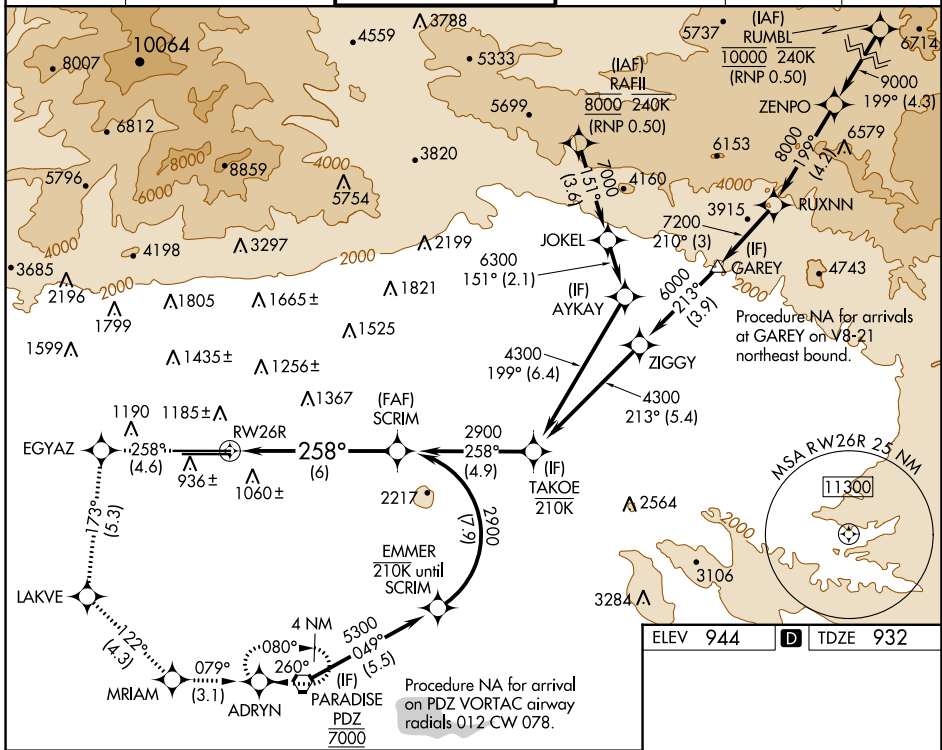 3788
4559
10064
8007
5333
(IAF)
RAFII
8000 240K
(RNP 0.50)
5737
(IAF)
RUMBL
10000 240K
(RNP 0.50)
6714
9000
199° (4.3)
ZENPO
5699
6812
8000
199°
(4.2)
6579
6153
8000
8859
6000
5796
4000
5754
3820
7000
151°
(3.6)
4160
4000
RUXNN
3915
7200
210° (3)
(IF)
GAREY
4000
4198
3297
2000
2199
JOKEL
6300
151° (2.1)
3685
2196
2000
1799
1805
1665±
1821
(IF)
AYKAY
6000
213°
(3.9)
4743
2000
Procedure NA for arrivals
at GAREY on V8-21
northeast bound.
1525
1599
1435±
1256±
4300
199° (6.4)
ZIGGY
4300
213° (5.4)
1367
1190
1185±
RW26R
(FAF)
SCRIM
EGYAZ
258°
(4.6)
936±
1060±
258°
(6)
2900
258°
(4.9)
(IF)
TAKOE
210K
MSA RW26R 25 NM
11300
2217
2900
(7.9)
2564
2000
173°
(5.3)
EMMER
210K until
SCRIM
3106
3284
LAKVE
122°
(4.3)
4 NM
080°
260°
5300
049°
(5.5)
MRIAM
079°
(3.1)
ADRYN
(IF)
PARADISE
PDZ
7000
Procedure NA for arrival
on PDZ VORTAC airway
radials 012 CW 078.
ELEV 944 D TDZE 932